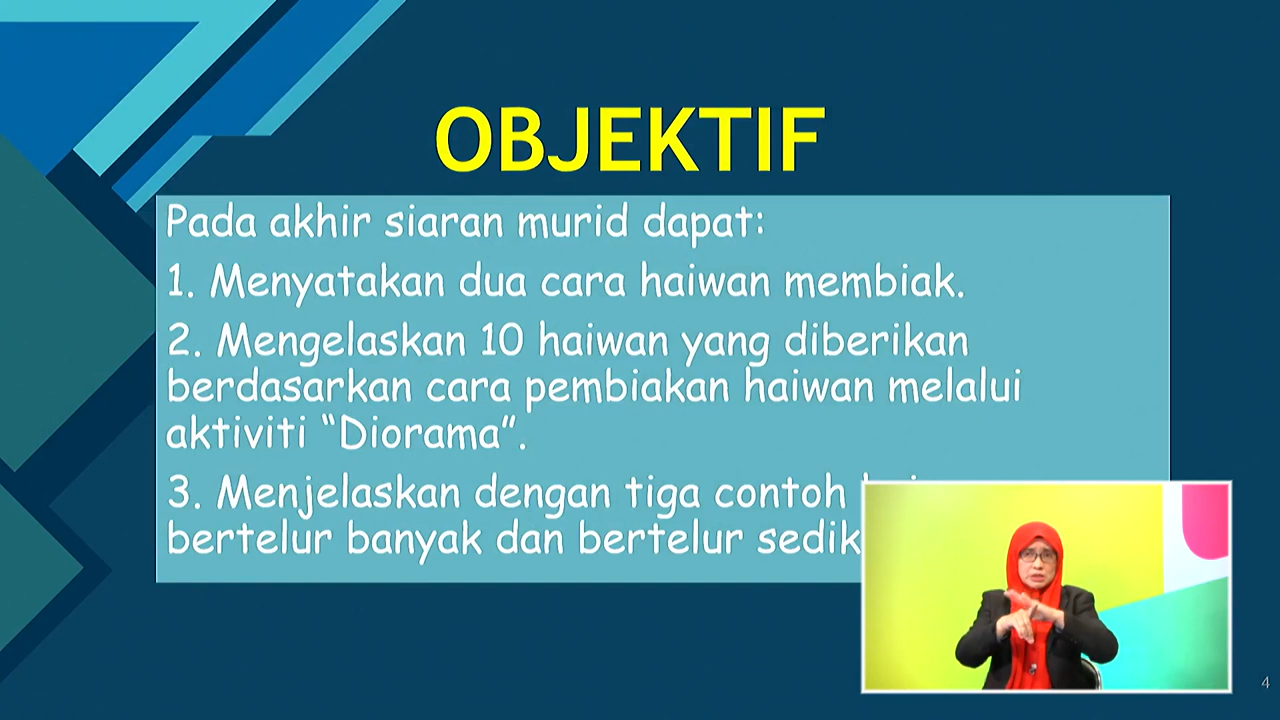 OBJEKTIF
Pada akhir siaran murid dapat:
1. Menyatakan dua cara haiwan membiak.
2. Mengelaskan 10 haiwan yang diberikan
berdasarkan cara pembiakan haiwan melalui
aktiviti “Diorama”.
3. Menjelaskan dengan tiga contoh
bertelur banyak dan bertelur
4